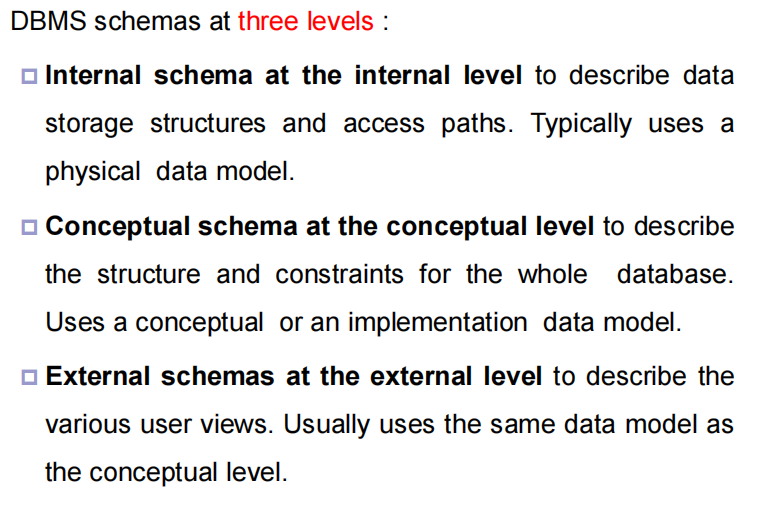 DBMS schemas at three levels :
Internal schema at the internal level to describe data
storage structures and access paths. Typically uses a
physical data model.
Conceptual schema at the conceptual level to describe
the structure and constraints for the whole database.
Uses a conceptual or an implementation data model.
External schemas at the external level to describe the
various user views. Usually uses the same data model as
the conceptual level.